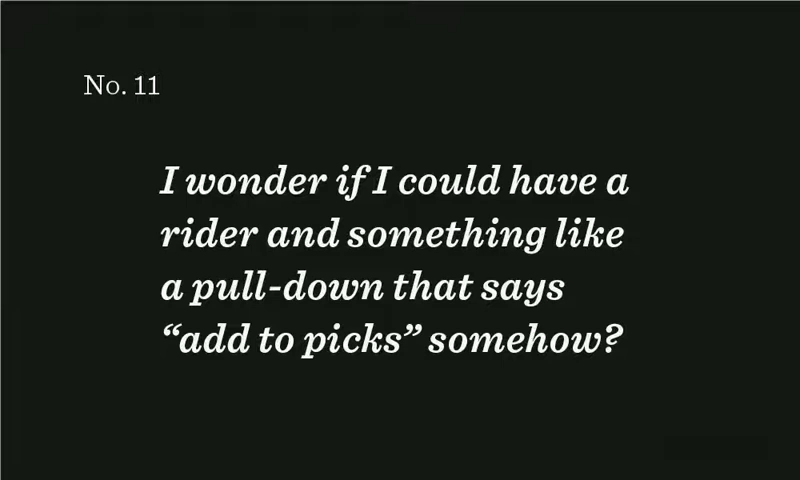 No. 11
I wonder if I could have a
rider and something like
a pull-down that says
“add to picks” somehow?